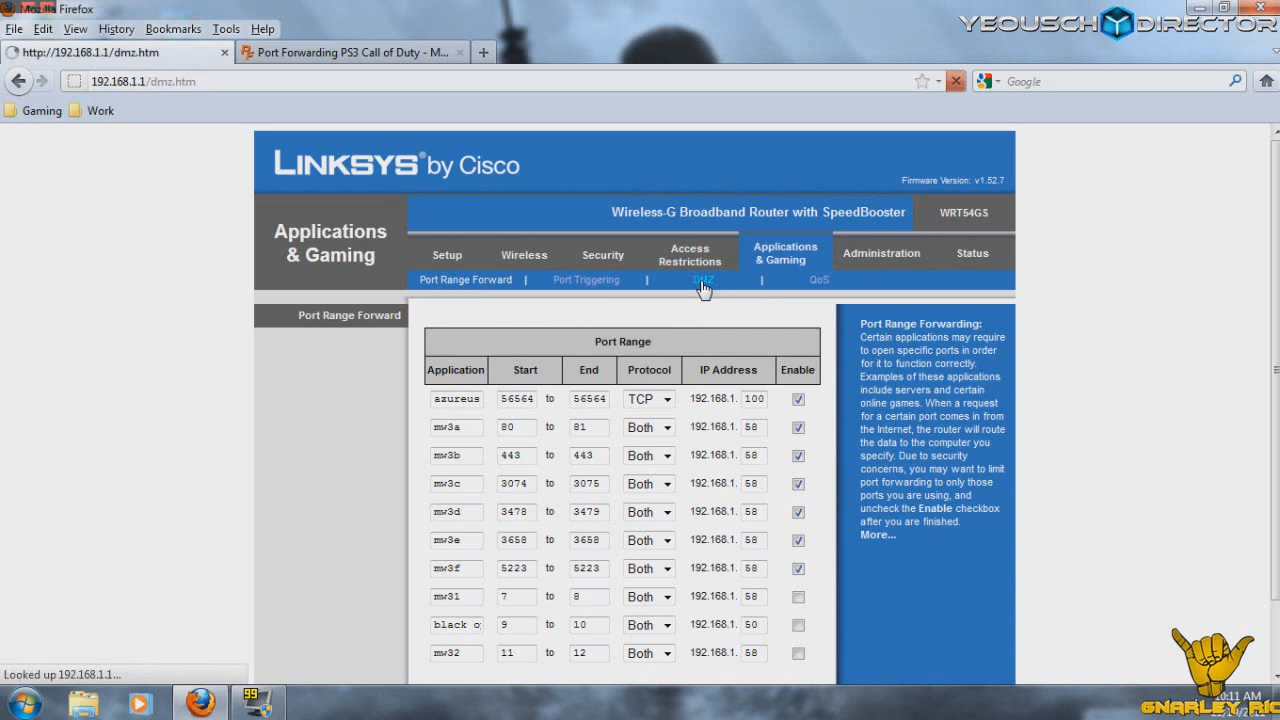 Mozilla Firefox
File Edit View History Bookmarks Tools Help
YEOUSCH DIRECTOR
http://192.168.1.1/dmz.htm
Port Forwarding PS3 Call of Duty - M...
192.168.1.1/dmz.htm
Google
Gaming Work
LINKSYS® by Cisco
Firmware Version: v1.52.7
Wireless-G Broadband Router with SpeedBooster WRT54GS
Applications & Gaming
Setup Wireless Security Access Restrictions Applications & Gaming Administration Status
Port Range Forward | Port Triggering | DMZ | QoS
Port Range Forward
Port Range
Application Start End Protocol IP Address Enable
azureus 56564 to 56564 TCP 192.168.1. 100
mw3a 80 to 81 Both 192.168.1. 58
mw3b 443 to 443 Both 192.168.1. 58
mw3c 3074 to 3075 Both 192.168.1. 58
mw3d 3478 to 3479 Both 192.168.1. 58
mw3e 3658 to 3658 Both 192.168.1. 58
mw3f 5223 to 5223 Both 192.168.1. 58
mw31 7 to 8 Both 192.168.1. 58
black 9 to 10 Both 192.168.1. 50
mw32 11 to 12 Both 192.168.1. 58
Port Range Forwarding:
Certain applications may require
to open specific ports in order
for it to function correctly.
Examples of these applications
include servers and certain
online games. When a request
for a certain port comes in from
the Internet, the router will route
the data to the computer you
specify. Due to security
concerns, you may want to limit
port forwarding to only those
ports you are using, and
uncheck the Enable checkbox
after you are finished.
More...
Looked up 192.168.1.1...
99
10:11 AM
GNARLEY RIC